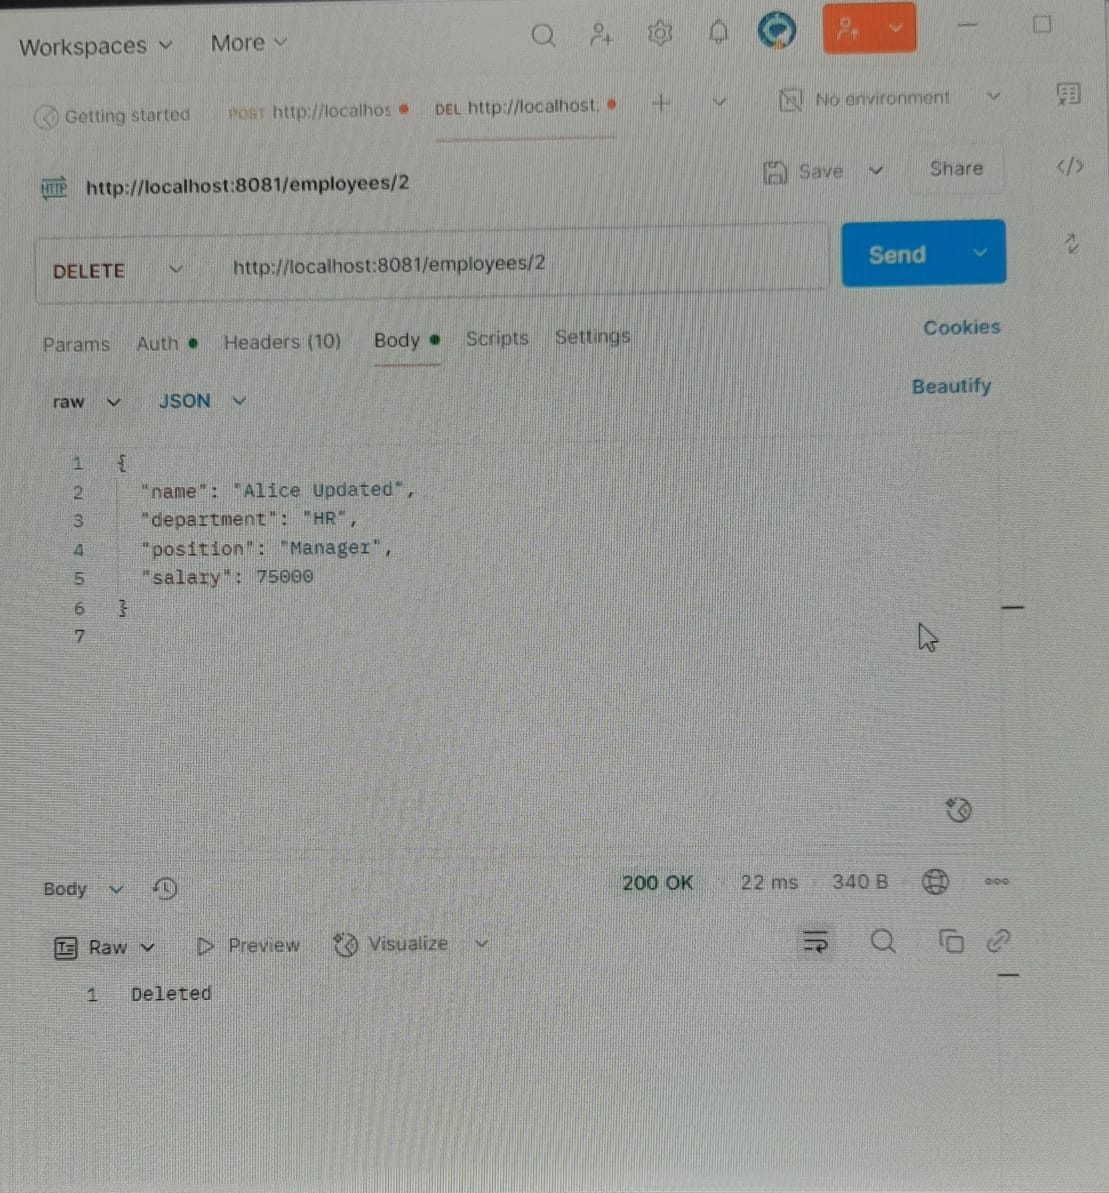 Workspaces More
Getting started POST http://localhos DEL http://localhost: No environment
HTTP http://localhost:8081/employees/2 Save Share </>
DELETE http://localhost:8081/employees/2 Send
Params Auth Headers (10) Body Scripts Settings Cookies
raw JSON Beautify
1 {
2 "name": "Alice Updated",
3 "department": "HR",
4 "position": "Manager",
5 "salary": 75000
6 }
7
Body 200 OK 22 ms 340 B
Raw Preview Visualize
1 Deleted